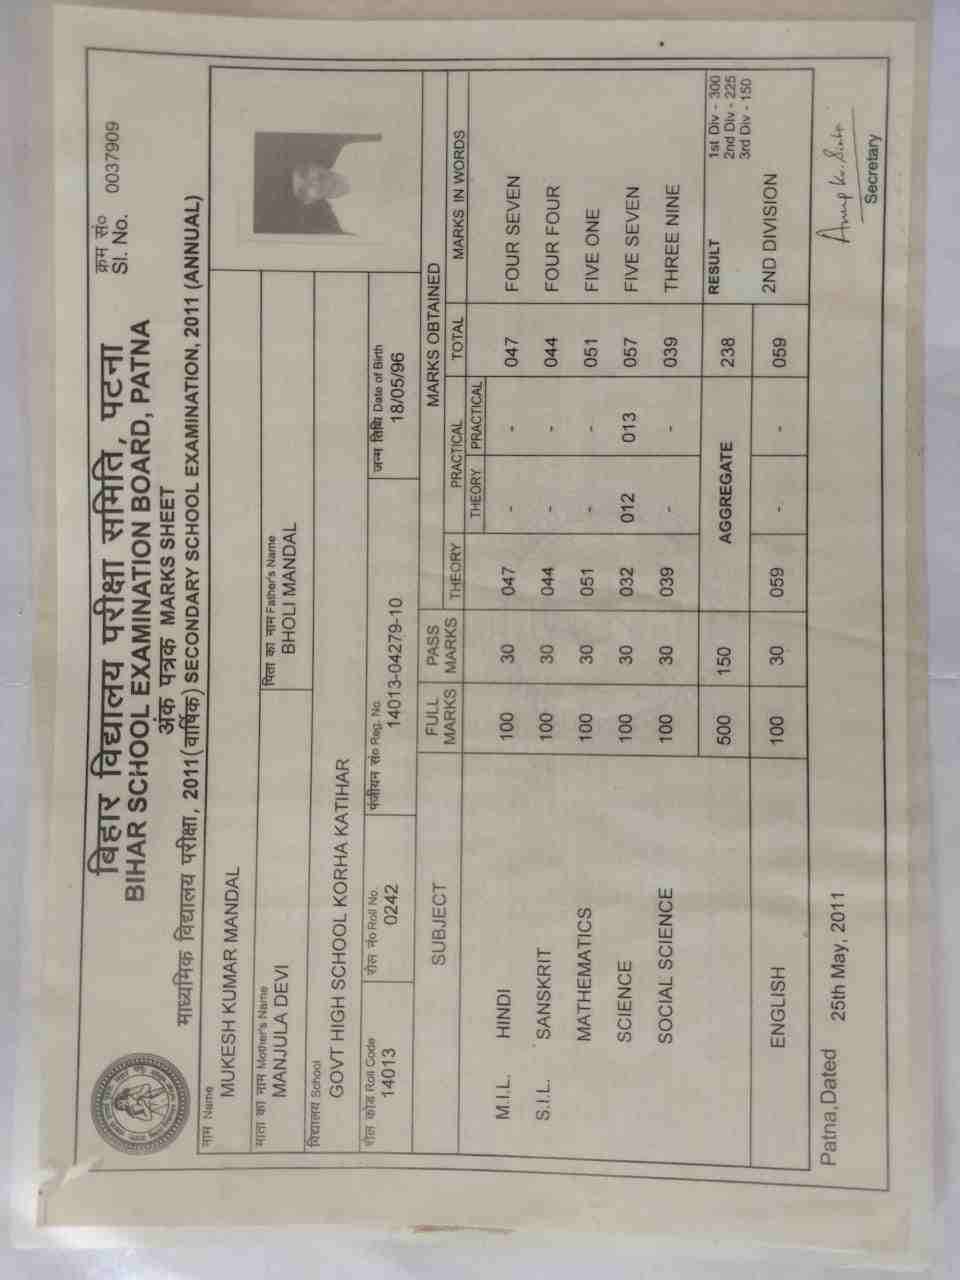 बिहार विद्यालय परीक्षा समिति, पटना
क्रम सं०
BIHAR SCHOOL EXAMINATION BOARD, PATNA
Sl. No. 0037909
अंक पत्रक MARKS SHEET
माध्यमिक विद्यालय परीक्षा, 2011(वार्षिक) SECONDARY SCHOOL EXAMINATION, 2011 (ANNUAL)
नाम Name
MUKESH KUMAR MANDAL
माता का नाम Mother's Name पिता का नाम Father's Name
MANJULA DEVI BHOLI MANDAL
विद्यालय School
GOVT HIGH SCHOOL KORHA KATIHAR
रोल कोड Roll Code रोल नं० Roll No. पंजीयन सं० Reg. No. जन्म तिथि Date of Birth
14013 0242 14013-04279-10 18/05/96
SUBJECT FULL MARKS PASS MARKS MARKS OBTAINED
THEORY PRACTICAL TOTAL MARKS IN WORDS
THEORY PRACTICAL
M.I.L. HINDI 100 30 047 - - 047 FOUR SEVEN
S.I.L. SANSKRIT 100 30 044 - - 044 FOUR FOUR
MATHEMATICS 100 30 051 - - 051 FIVE ONE
SCIENCE 100 30 032 012 013 057 FIVE SEVEN
SOCIAL SCIENCE 100 30 039 - - 039 THREE NINE
500 150 AGGREGATE 238 RESULT 1st Div - 300
2nd Div - 225
3rd Div - 150
ENGLISH 100 30 059 - - 059 2ND DIVISION
Patna,Dated 25th May, 2011
Anup Kr. Sinha
Secretary